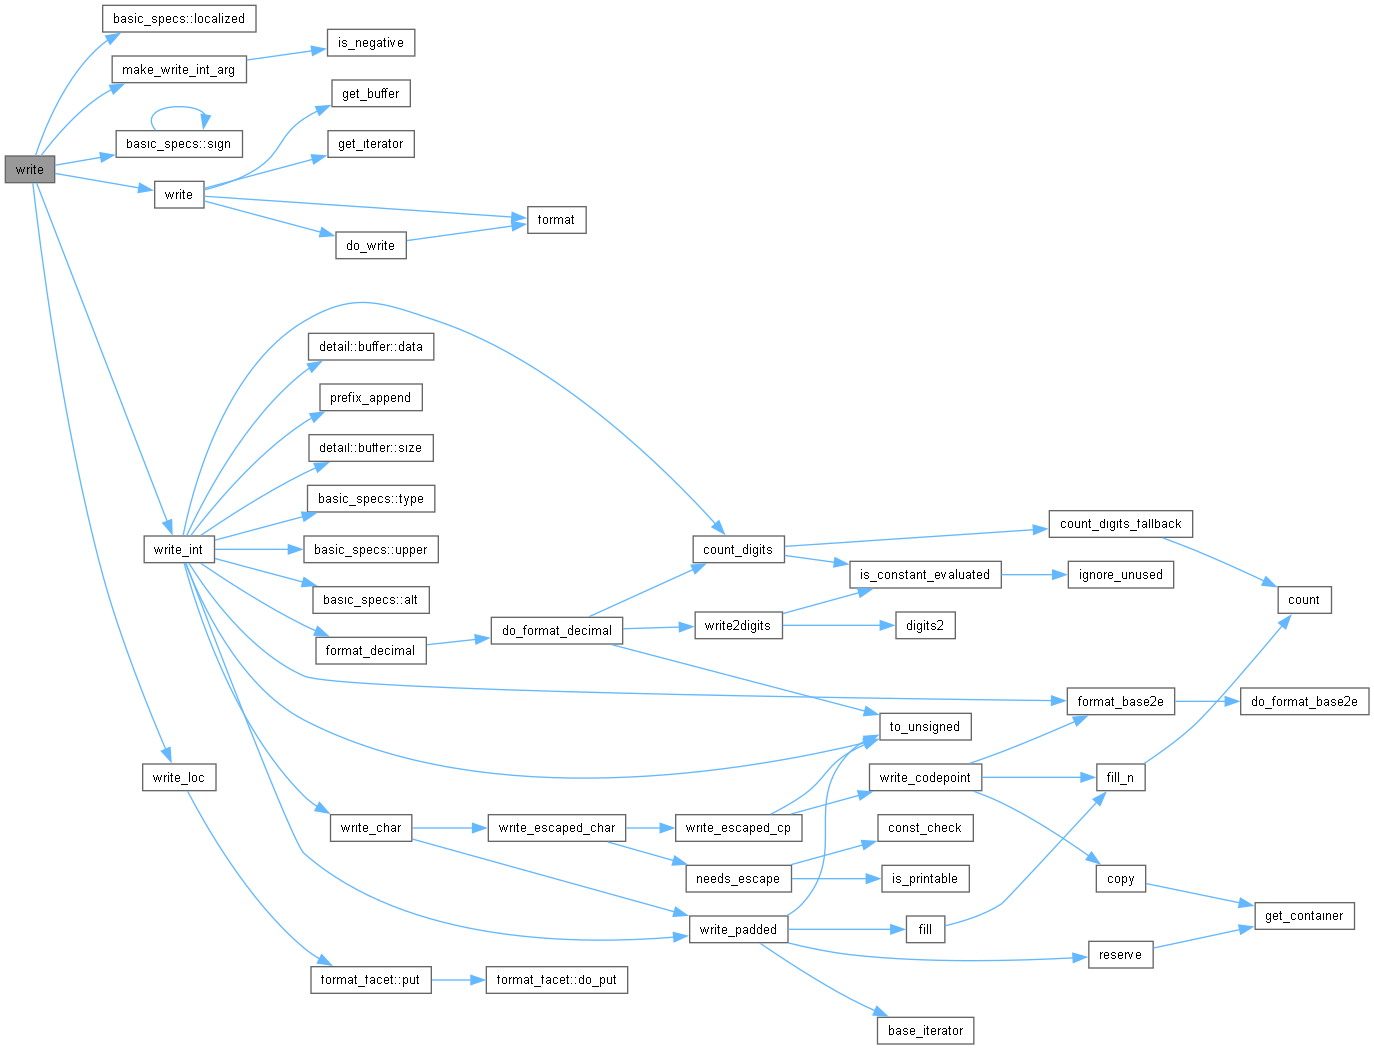 basic_specs::localized
is_negative
make_write_int_arg
get_buffer
basic_specs::sign
get_iterator
write
write
format
do_write
detail::buffer::data
prefix_append
detail::buffer::size
basic_specs::type
count_digits_fallback
write_int
basic_specs::upper
count_digits
is_constant_evaluated
ignore_unused
basic_specs::alt
count
write2digits
digits2
do_format_decimal
format_decimal
format_base2e
do_format_base2e
to_unsigned
write_loc
write_codepoint
fill_n
write_char
write_escaped_char
write_escaped_cp
const_check
needs_escape
is_printable
copy
get_container
write_padded
fill
reserve
format_facet::put
format_facet::do_put
base_iterator